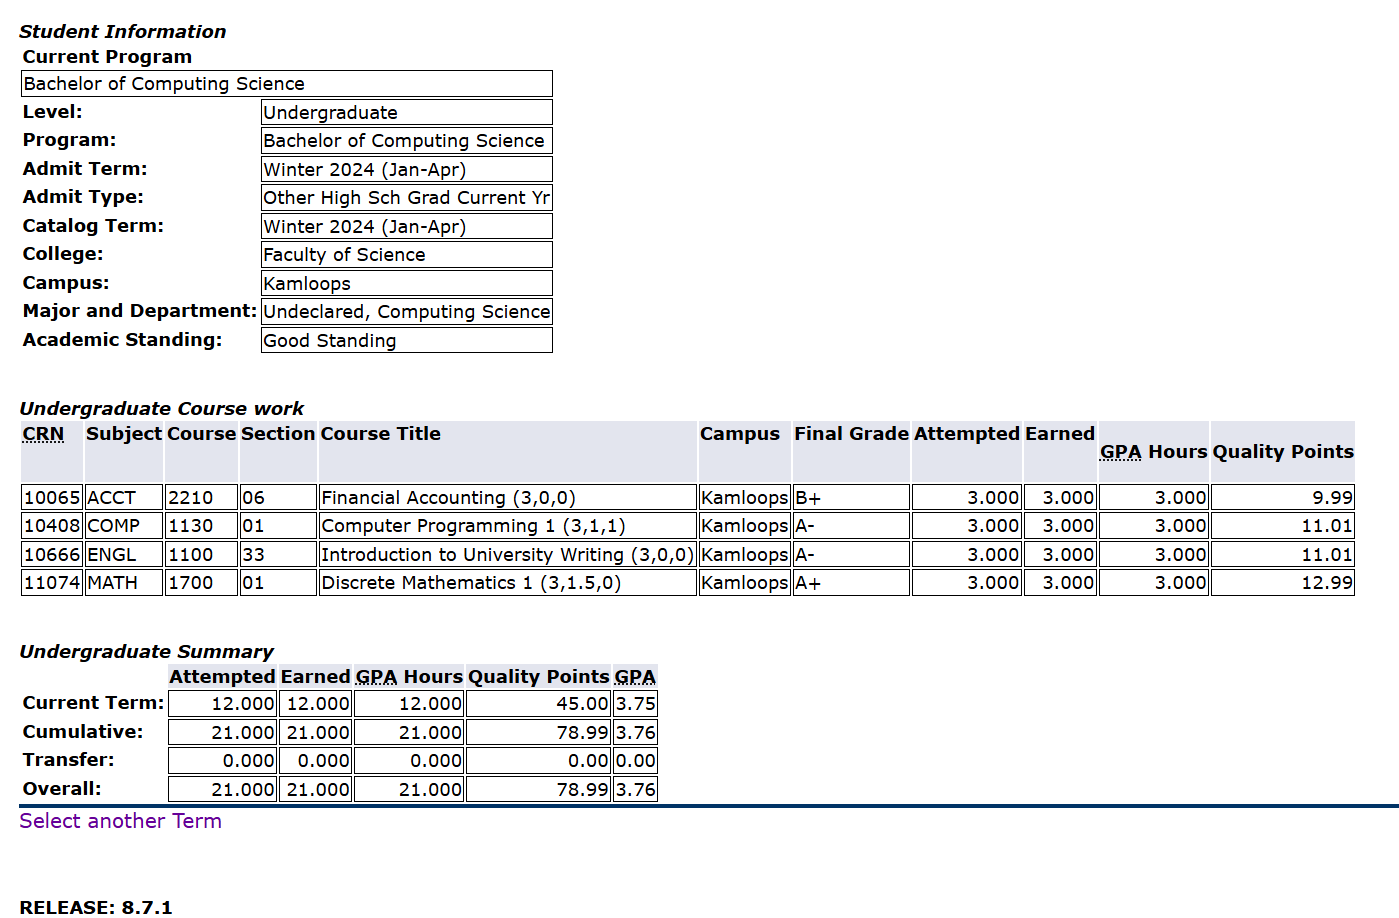 Student Information
Current Program
Bachelor of Computing Science
Level: Undergraduate
Program: Bachelor of Computing Science
Admit Term: Winter 2024 (Jan-Apr)
Admit Type: Other High Sch Grad Current Yr
Catalog Term: Winter 2024 (Jan-Apr)
College: Faculty of Science
Campus: Kamloops
Major and Department: Undeclared, Computing Science
Academic Standing: Good Standing
Undergraduate Course work
CRN Subject Course Section Course Title Campus Final Grade Attempted Earned GPA Hours Quality Points
10065 ACCT 2210 06 Financial Accounting (3,0,0) Kamloops B+ 3.000 3.000 3.000 9.99
10408 COMP 1130 01 Computer Programming 1 (3,1,1) Kamloops A- 3.000 3.000 3.000 11.01
10666 ENGL 1100 33 Introduction to University Writing (3,0,0) Kamloops A- 3.000 3.000 3.000 11.01
11074 MATH 1700 01 Discrete Mathematics 1 (3,1.5,0) Kamloops A+ 3.000 3.000 3.000 12.99
Undergraduate Summary
Attempted Earned GPA Hours Quality Points GPA
Current Term: 12.000 12.000 12.000 45.00 3.75
Cumulative: 21.000 21.000 21.000 78.99 3.76
Transfer: 0.000 0.000 0.000 0.00 0.00
Overall: 21.000 21.000 21.000 78.99 3.76
Select another Term
RELEASE: 8.7.1